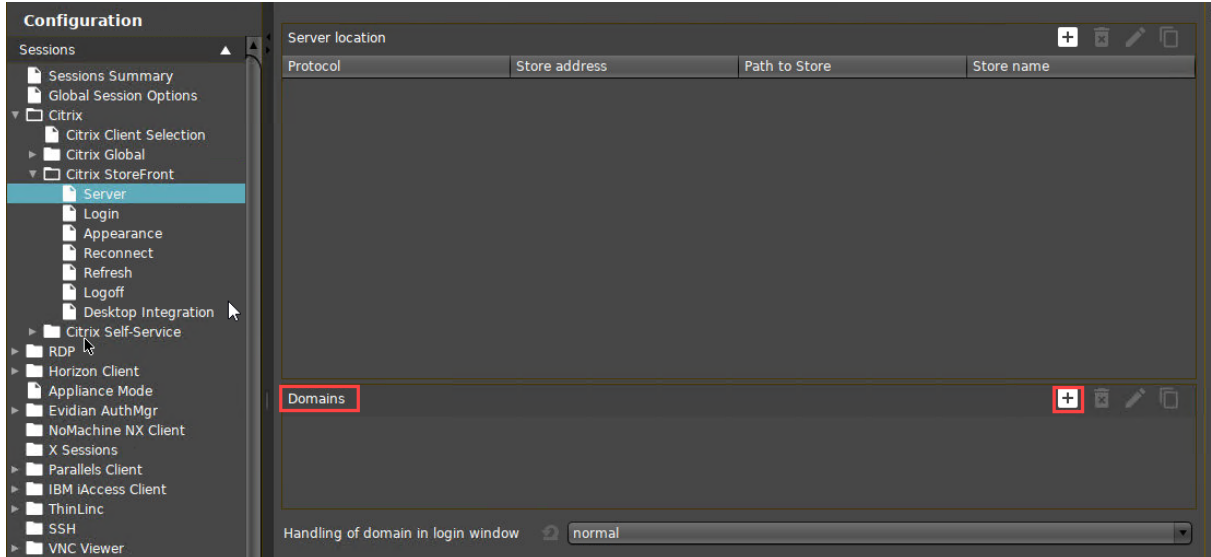 Configuration
Sessions
Sessions Summary
Global Session Options
Citrix
Citrix Client Selection
Citrix Global
Citrix StoreFront
Server
Login
Appearance
Reconnect
Refresh
Logoff
Desktop Integration
Citrix Self-Service
RDP
Horizon Client
Appliance Mode
Evidian AuthMgr
NoMachine NX Client
X Sessions
Parallels Client
IBM iAccess Client
ThinLinc
SSH
VNC Viewer
Server location
Protocol Store address Path to Store Store name
Domains
Handling of domain in login window normal